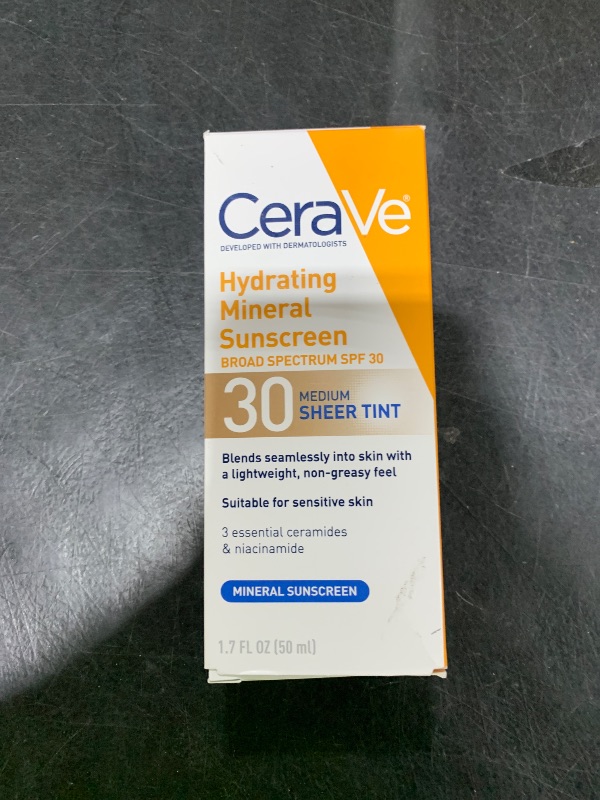 CeraVe®
DEVELOPED WITH DERMATOLOGISTS
Hydrating
Mineral
Sunscreen
BROAD SPECTRUM SPF 30
30 MEDIUM
SHEER TINT
Blends seamlessly into skin with
a lightweight, non-greasy feel
Suitable for sensitive skin
3 essential ceramides
& niacinamide
MINERAL SUNSCREEN
1.7 FL OZ (50 ml)